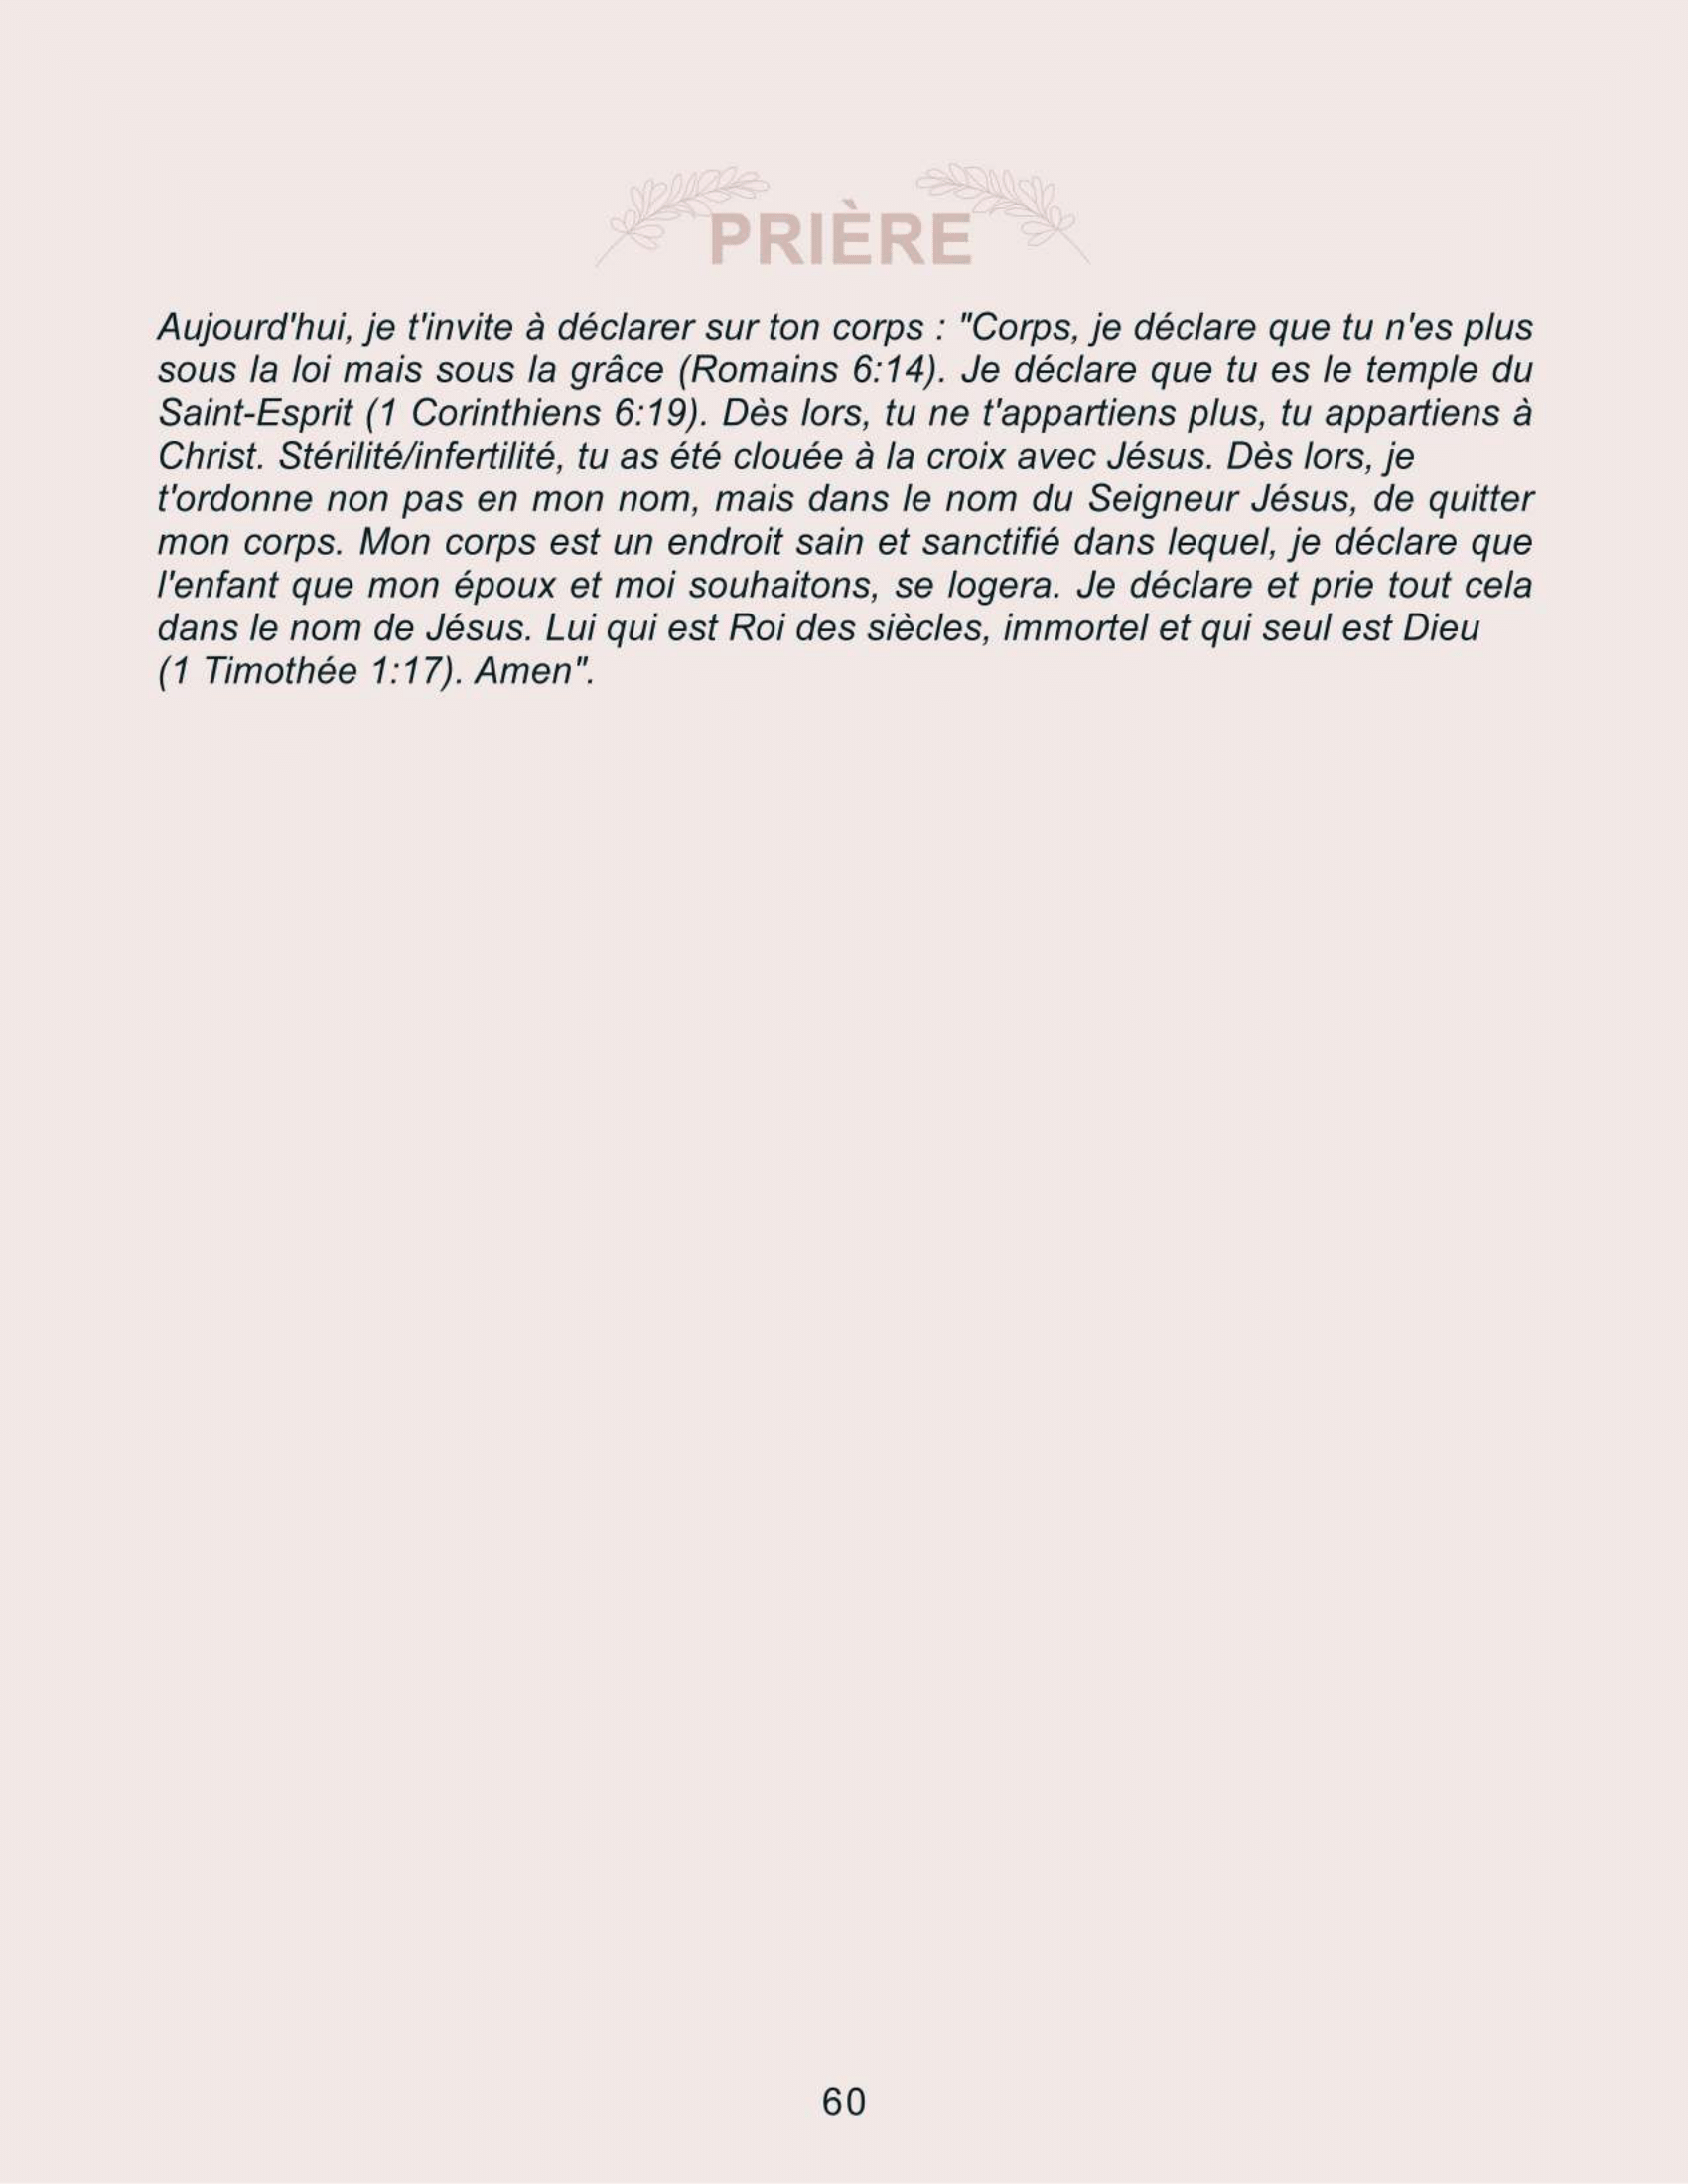 PRIÈRE
Aujourd'hui, je t'invite à déclarer sur ton corps : "Corps, je déclare que tu n'es plus
sous la loi mais sous la grâce (Romains 6:14). Je déclare que tu es le temple du
Saint-Esprit (1 Corinthiens 6:19). Dès lors, tu ne t'appartiens plus, tu appartiens à
Christ. Stérilité/infertilité, tu as été clouée à la croix avec Jésus. Dès lors, je
t'ordonne non pas en mon nom, mais dans le nom du Seigneur Jésus, de quitter
mon corps. Mon corps est un endroit sain et sanctifié dans lequel, je déclare que
l'enfant que mon époux et moi souhaitons, se logera. Je déclare et prie tout cela
dans le nom de Jésus. Lui qui est Roi des siècles, immortel et qui seul est Dieu
(1 Timothée 1:17). Amen".
60